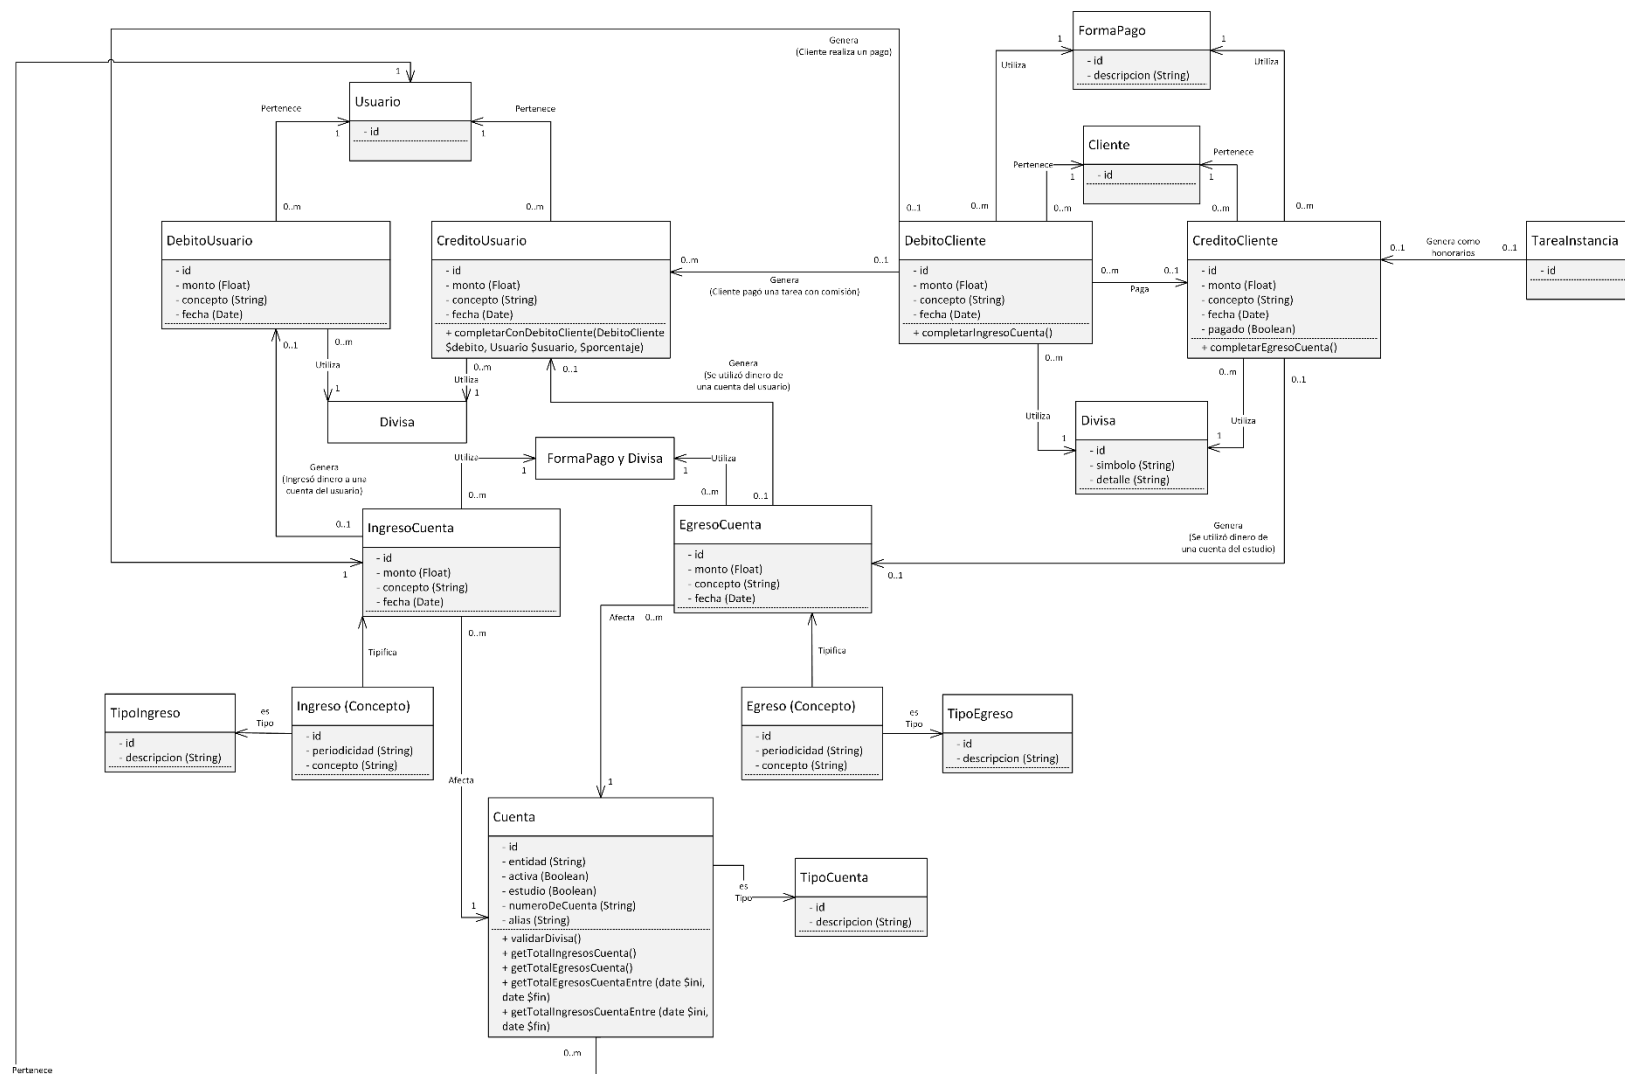 Genera
(Cliente realiza un pago)
1
Usuario
- id
Pertenece
1
Pertenece
1
0..m
0..m
FormaPago
- id
- descripcion (String)
1
Utiliza
1
Utiliza
Cliente
- id
Pertenece
1
Pertenece
1
0..1
0..m
0..m
0..m
0..m
DebitoUsuario
- id
- monto (Float)
- concepto (String)
- fecha (Date)
CreditoUsuario
- id
- monto (Float)
- concepto (String)
- fecha (Date)
+ completarConDebitoCliente(DebitoCliente
$debito, Usuario $usuario, $porcentaje)
0..m
0..1
Genera
(Cliente pagó una tarea con comisión)
DebitoCliente
- id
- monto (Float)
- concepto (String)
- fecha (Date)
+ completarIngresoCuenta()
0..m
0..1
Paga
CreditoCliente
- id
- monto (Float)
- concepto (String)
- fecha (Date)
- pagado (Boolean)
+ completarEgresoCuenta()
0..1
Genera como
honorarios
0..1
TareaInstancia
- id
0..1
0..m
Utiliza
1
0..m
Utiliza
1
0..1
Divisa
Genera
(Se utilizó dinero de
una cuenta del usuario)
0..m
Utiliza
1
0..m
Utiliza
1
0..1
Divisa
- id
- simbolo (String)
- detalle (String)
FormaPago y Divisa
Utiliza
1
0..m
Utiliza
1
0..m
0..1
Genera
(Ingresó dinero a una
cuenta del usuario)
0..1
Genera
(Se utilizó dinero de
una cuenta del estudio)
0..1
IngresoCuenta
- id
- monto (Float)
- concepto (String)
- fecha (Date)
1
EgresoCuenta
- id
- monto (Float)
- concepto (String)
- fecha (Date)
0..m
Afecta
0..m
Tipifica
Tipifica
TipoIngreso
- id
- descripcion (String)
es
Tipo
Ingreso (Concepto)
- id
- periodicidad (String)
- concepto (String)
Egreso (Concepto)
- id
- periodicidad (String)
- concepto (String)
es
Tipo
TipoEgreso
- id
- descripcion (String)
Afecta
1
1
Cuenta
- id
- entidad (String)
- activa (Boolean)
- estudio (Boolean)
- numeroDeCuenta (String)
- alias (String)
+ validarDivisa()
+ getTotalIngresosCuenta()
+ getTotalEgresosCuenta()
+ getTotalEgresosCuentaEntre (date $ini,
date $fin)
+ getTotalIngresosCuentaEntre (date $ini,
date $fin)
es
Tipo
TipoCuenta
- id
- descripcion (String)
0..m
Pertenece